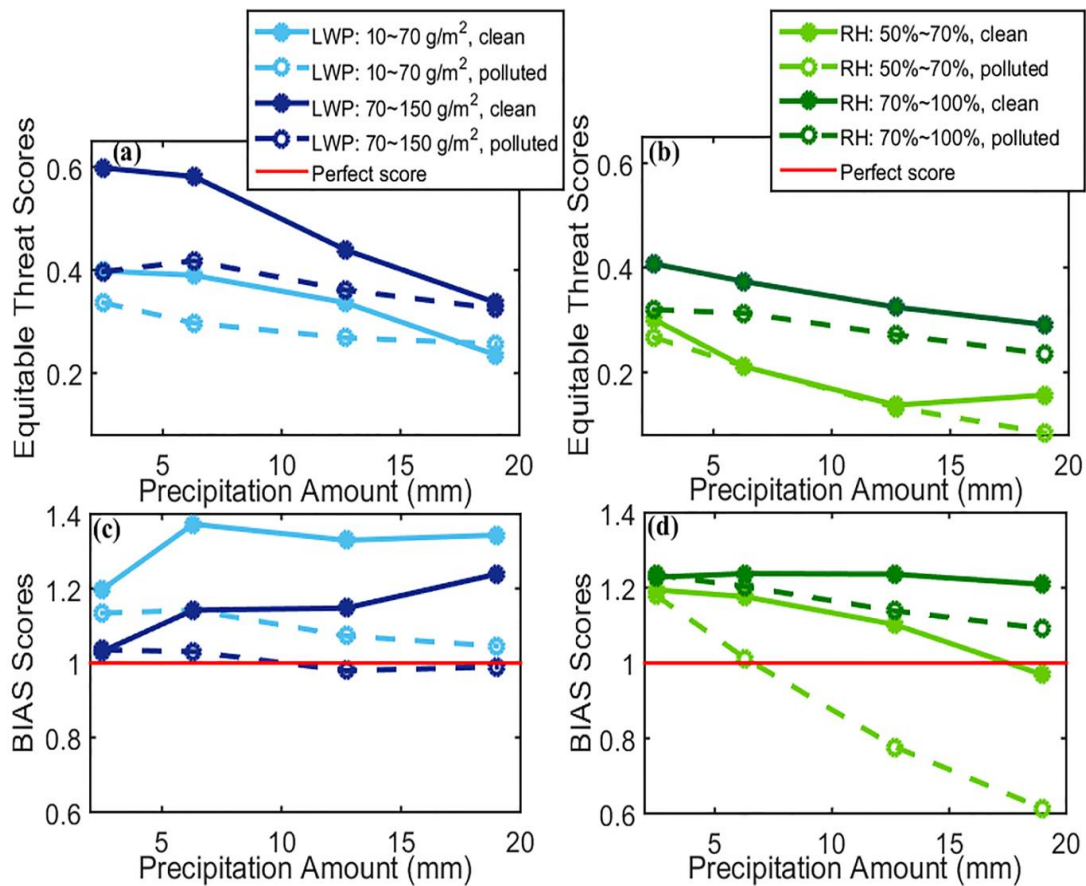 LWP: 10~70 g/m², clean
LWP: 10~70 g/m², polluted
LWP: 70~150 g/m², clean
LWP: 70~150 g/m², polluted
Perfect score
RH: 50%~70%, clean
RH: 50%~70%, polluted
RH: 70%~100%, clean
RH: 70%~100%, polluted
Perfect score
(a)
Equitable Threat Scores
0.6
0.4
0.2
5 10 15 20
Precipitation Amount (mm)
(b)
Equitable Threat Scores
0.6
0.4
0.2
5 10 15 20
Precipitation Amount (mm)
(c)
BIAS Scores
1.4
1.2
1
0.8
0.6
5 10 15 20
Precipitation Amount (mm)
(d)
BIAS Scores
1.4
1.2
1
0.8
0.6
5 10 15 20
Precipitation Amount (mm)